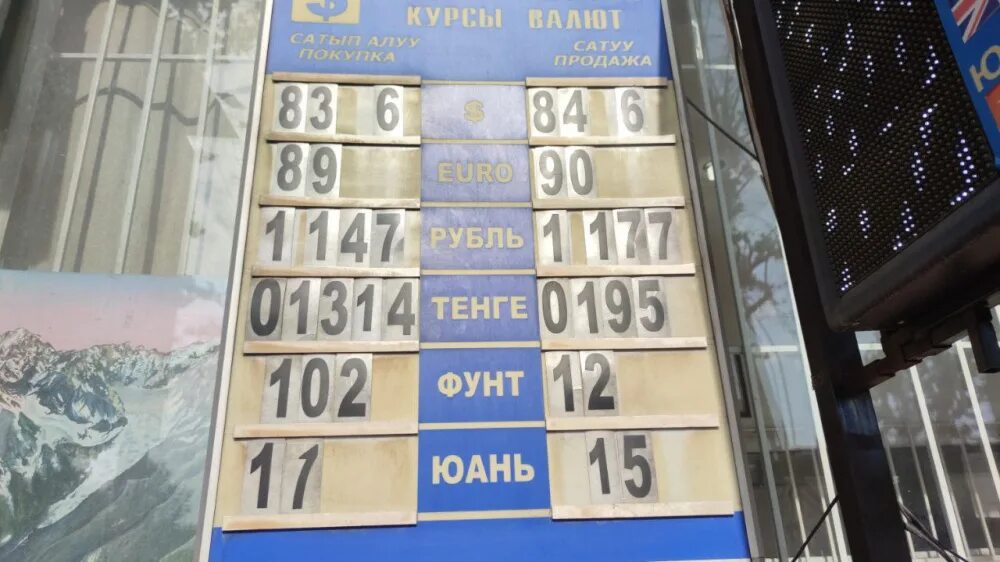 $
КУРСЫ ВАЛЮТ
САТЫП АЛУУ САТУУ
ПОКУПКА ПРОДАЖА
83 6 $ 84 6
89 EURO 90
1 147 РУБЛЬ 1 177
01314 ТЕНГЕ 0195
102 ФУНТ 12
11 ЮАНЬ 15
Ю